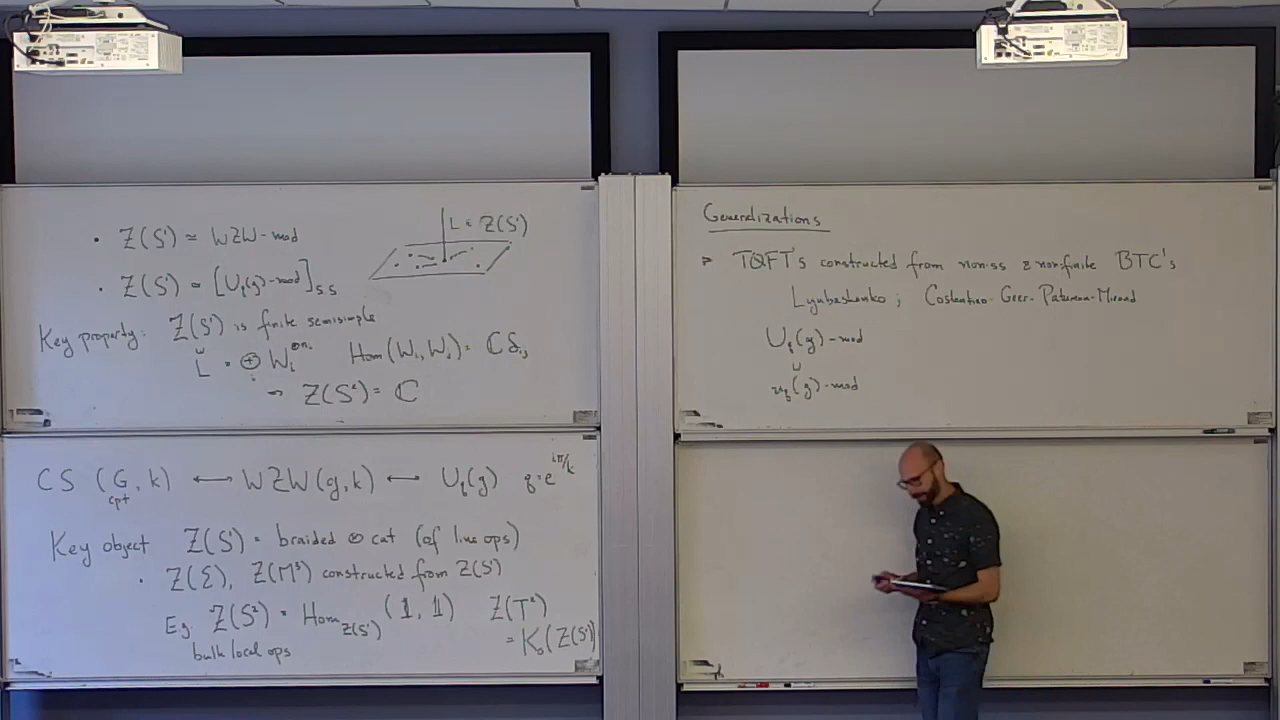 • Z(S¹) ≃ WZW-mod
L ∈ Z(S¹)
• Z(S¹) ≃ [U_q(g)-mod]_{s.s}
Key property: Z(S¹) is finite semisimple
L = ⊕_i W_i^{⊕n_i} Hom(W_i, W_j) = ℂ δ_{ij}
⇝ Z(S²) = ℂ
CS (G, k) ⟷ WZW(g, k) ⟷ U_q(g) q = e^{iπ/k}
cpt
Key object Z(S¹) = braided ⊗ cat (of line ops)
• Z(Σ), Z(M³) constructed from Z(S¹)
E.g. Z(S²) = Hom_{Z(S¹)} (𝟙, 𝟙) Z(T²)
bulk local ops = K₀(Z(S¹))
Generalizations
TQFT's constructed from non-ss & non-finite BTC's
Lyubashenko; Costantino-Geer-Patureau-Mirand
U_q(g)-mod
∪
u_q(g)-mod